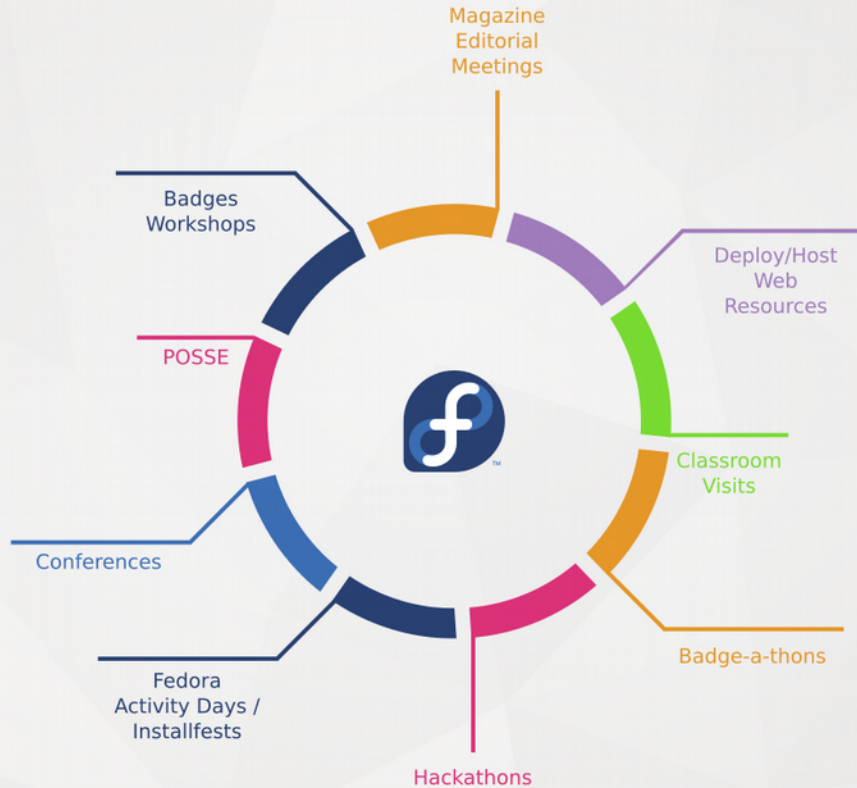 Magazine
Editorial
Meetings
Badges
Workshops
Deploy/Host
Web
Resources
POSSE
Classroom
Visits
Conferences
Badge-a-thons
Fedora
Activity Days /
Installfests
Hackathons
f
TM